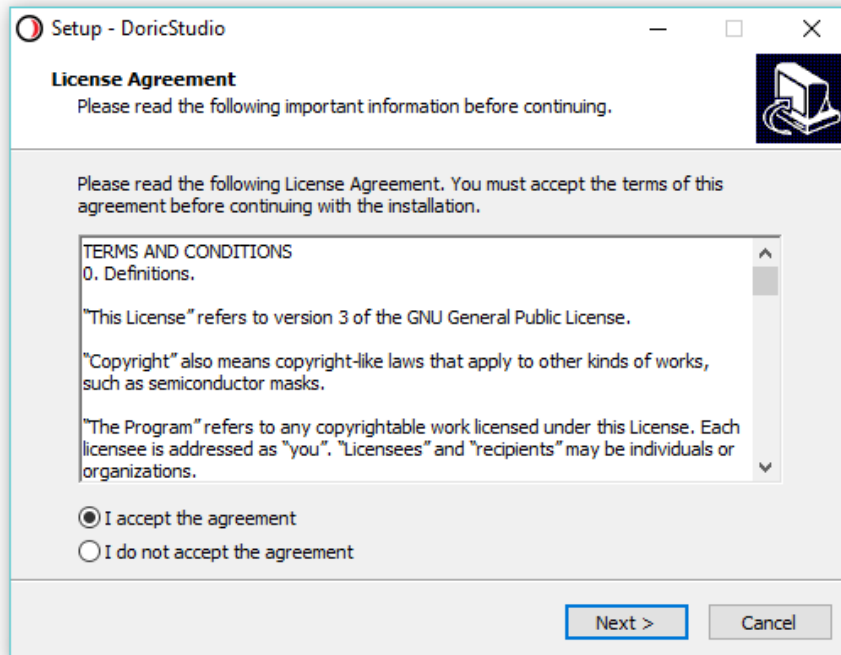 Setup - DoricStudio
License Agreement
Please read the following important information before continuing.
Please read the following License Agreement. You must accept the terms of this
agreement before continuing with the installation.
TERMS AND CONDITIONS
0. Definitions.
“This License” refers to version 3 of the GNU General Public License.
“Copyright” also means copyright-like laws that apply to other kinds of works,
such as semiconductor masks.
“The Program” refers to any copyrightable work licensed under this License. Each
licensee is addressed as “you”. “Licensees” and “recipients” may be individuals or
organizations.
I accept the agreement
I do not accept the agreement
Next >
Cancel